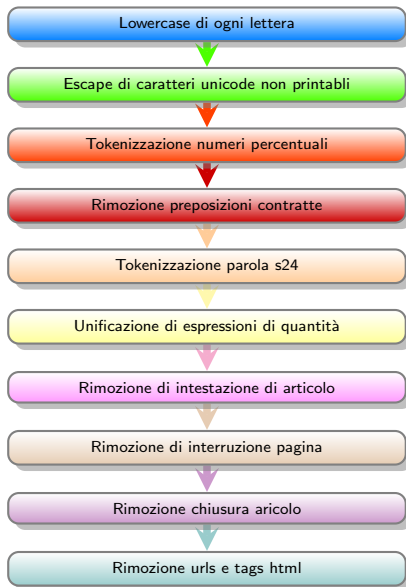 Lowercase di ogni lettera
Escape di caratteri unicode non printabli
Tokenizzazione numeri percentuali
Rimozione preposizioni contratte
Tokenizzazione parola s24
Unificazione di espressioni di quantità
Rimozione di intestazione di articolo
Rimozione di interruzione pagina
Rimozione chiusura aricolo
Rimozione urls e tags html